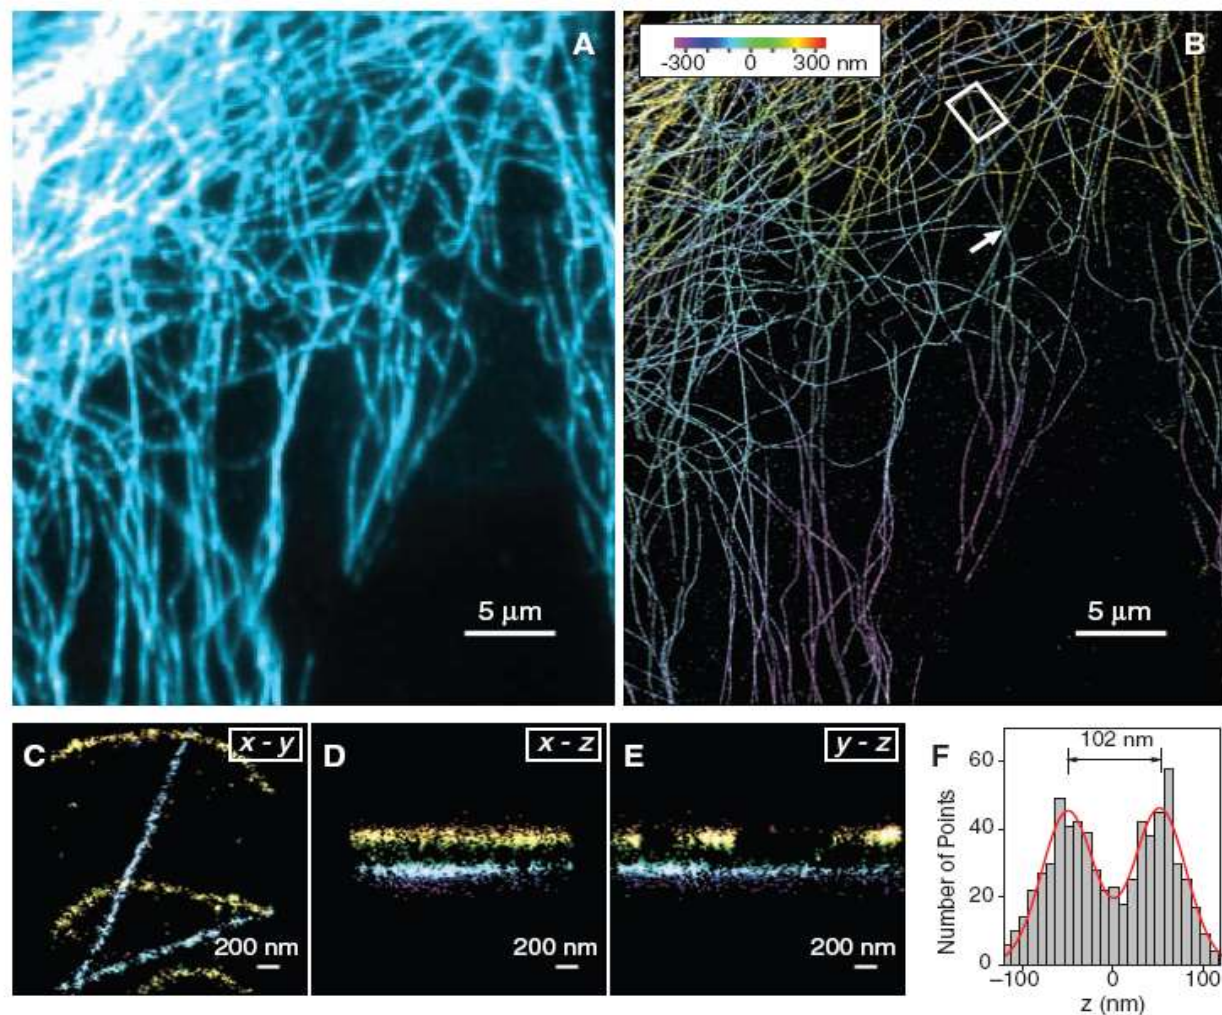 A
B
-300 0 300 nm
5 μm
5 μm
C
x - y
200 nm
D
x - z
200 nm
E
y - z
200 nm
F
102 nm
60
40
20
0
Number of Points
−100 0 100
z (nm)